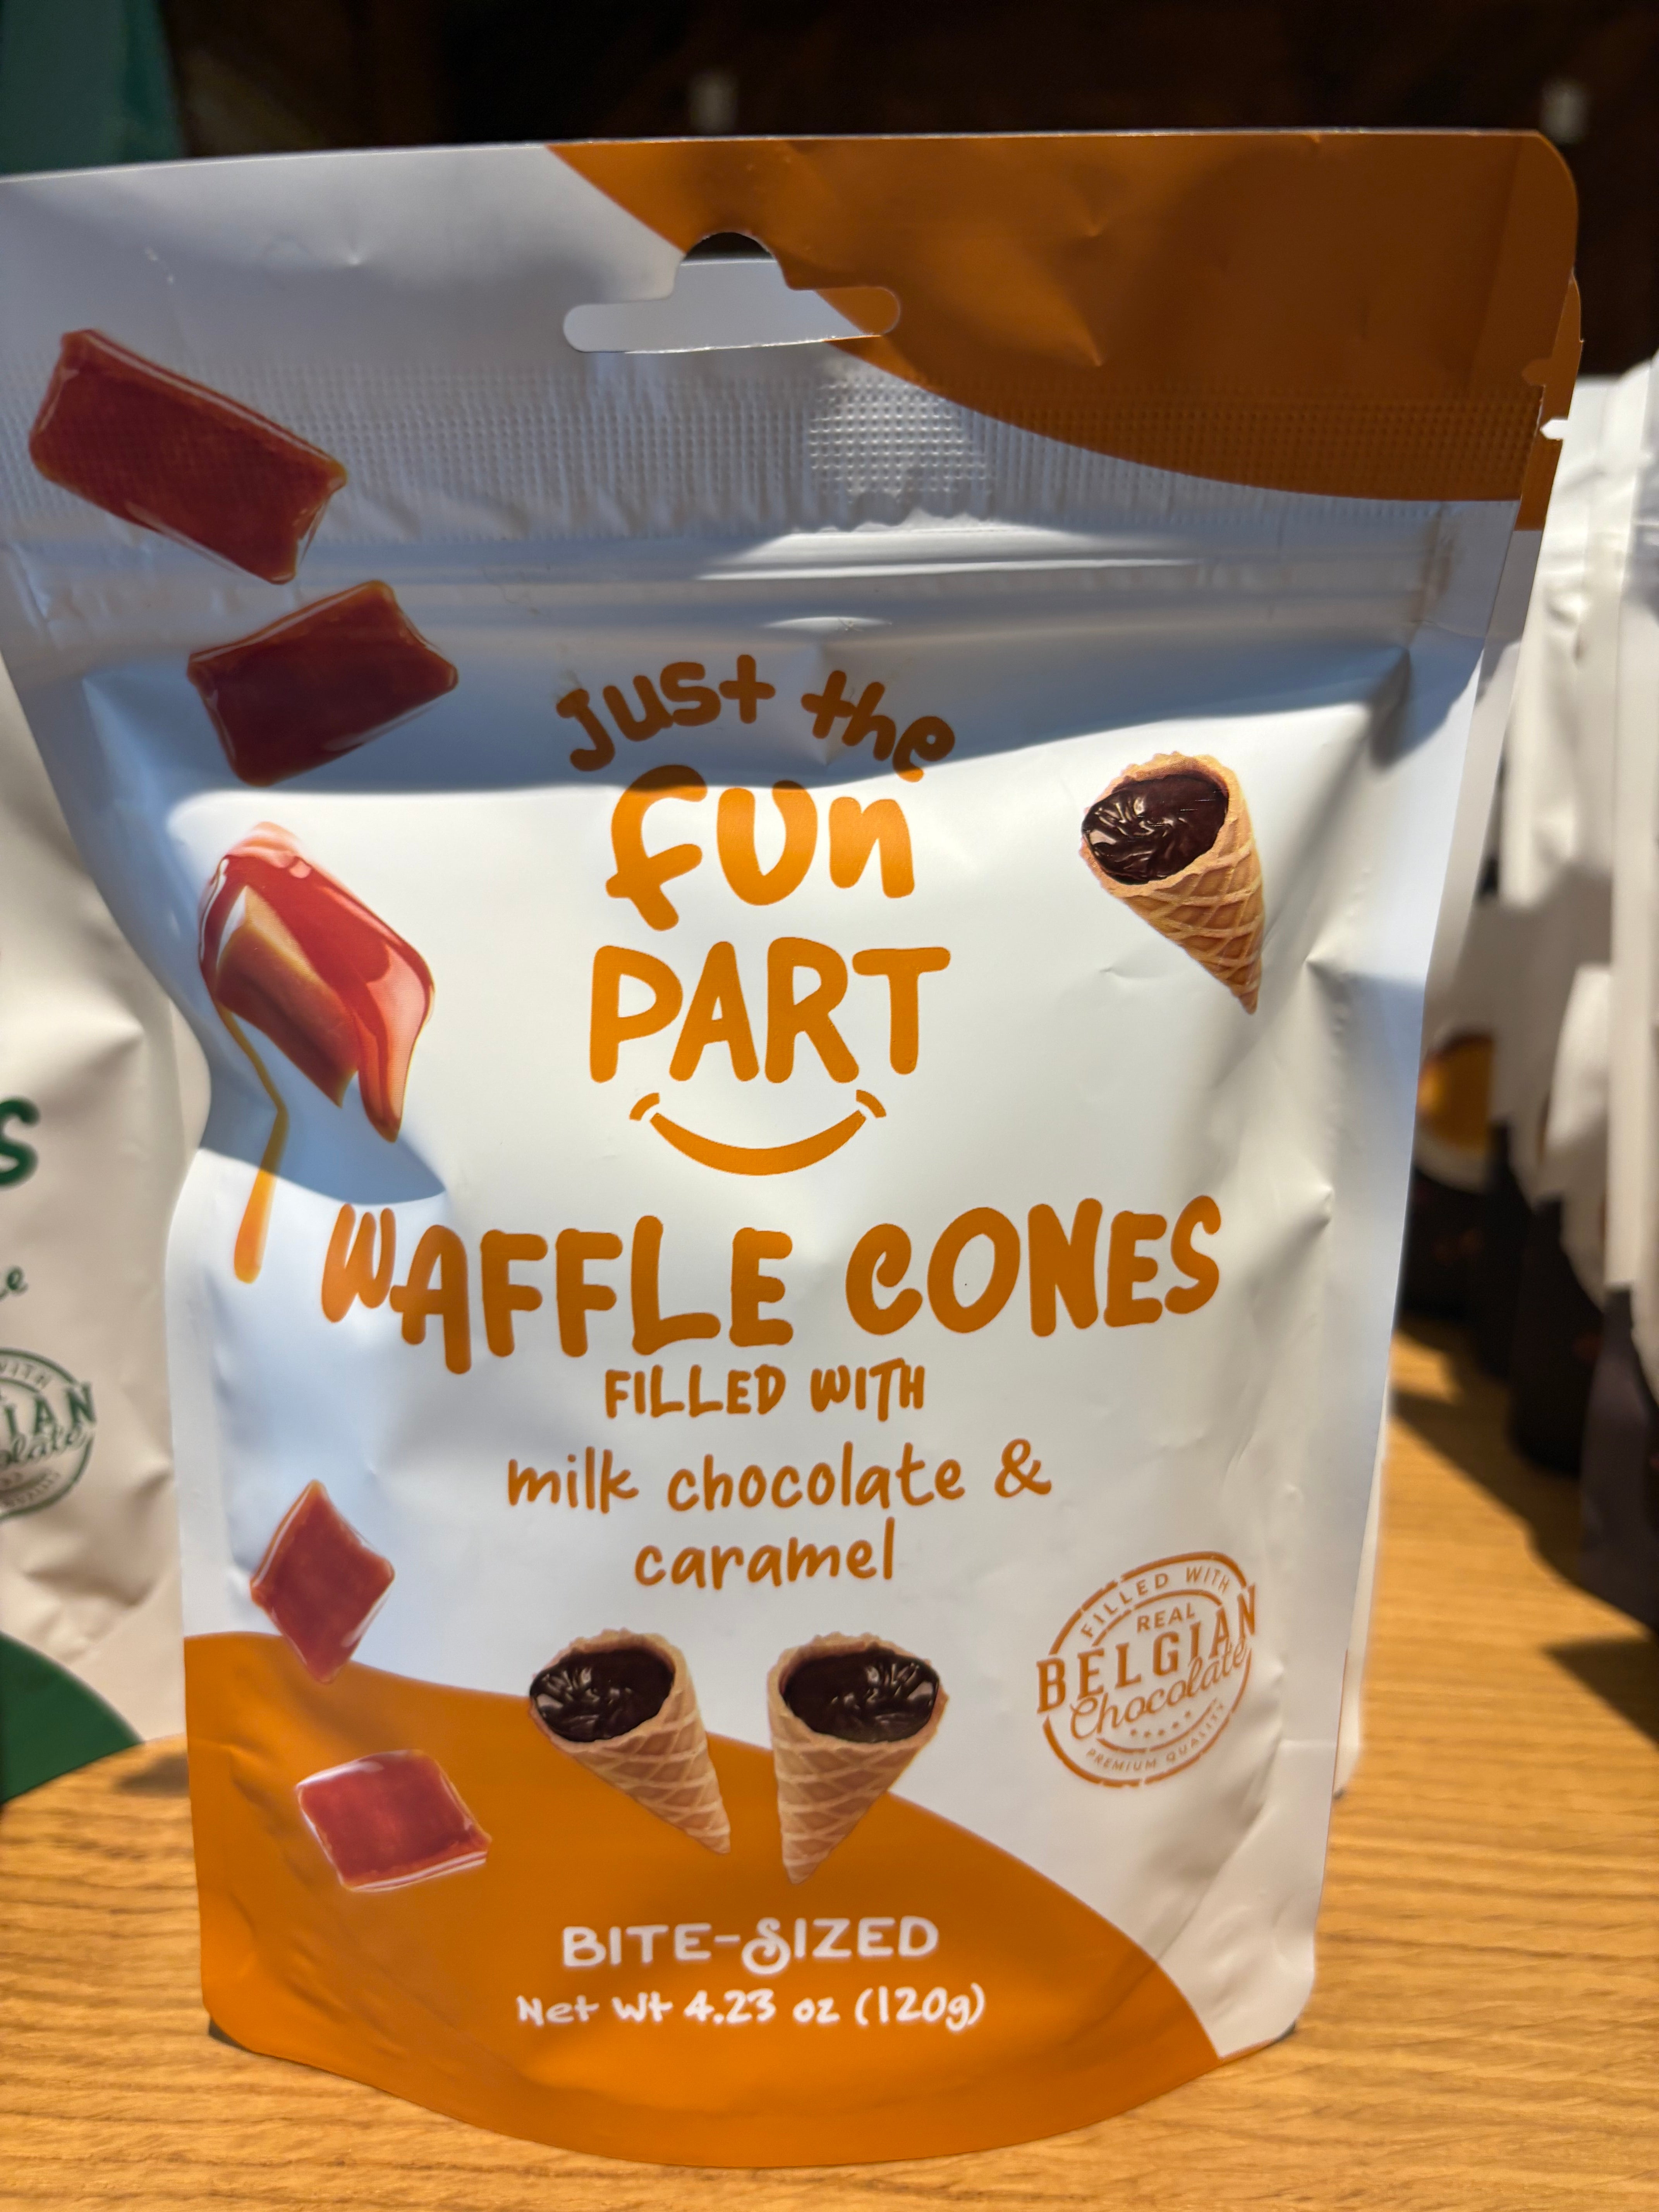 Just the
Fun
PART
WAFFLE CONES
FILLED WITH
milk chocolate &
caramel
FILLED WITH
REAL
BELGIAN
Chocolate
PREMIUM QUALITY
BITE-SIZED
Net Wt 4.23 oz (120g)